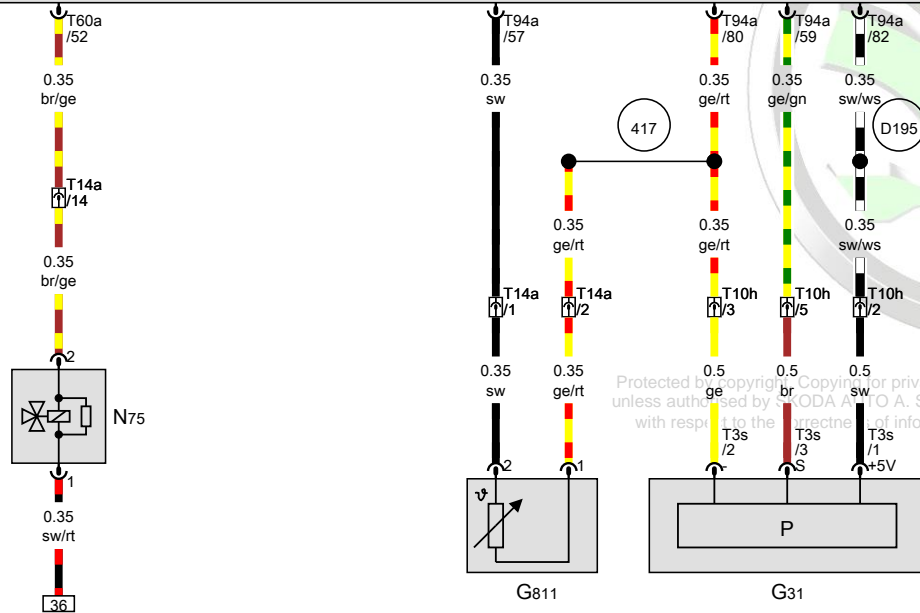 T60a
/52
T94a
/57
T94a
/80
T94a
/59
T94a
/82
0.35
br/ge
0.35
sw
0.35
ge/rt
0.35
ge/gn
0.35
sw/ws
417
D195
T14a
/14
0.35
ge/rt
0.35
ge/rt
0.35
sw/ws
0.35
br/ge
T14a
/1
T14a
/2
T10h
/3
T10h
/5
T10h
/2
2
N75
1
0.35
sw
0.35
ge/rt
0.5
ge
0.5
br
0.5
sw
Protected by copyright. Copying for priv
unless authorised by ŠKODA AUTO A. S
with respect to the correctness of info
T3s
/2
-
T3s
/3
S
T3s
/1
+5V
2
1
ϑ
P
0.35
sw/rt
36
G811
G31